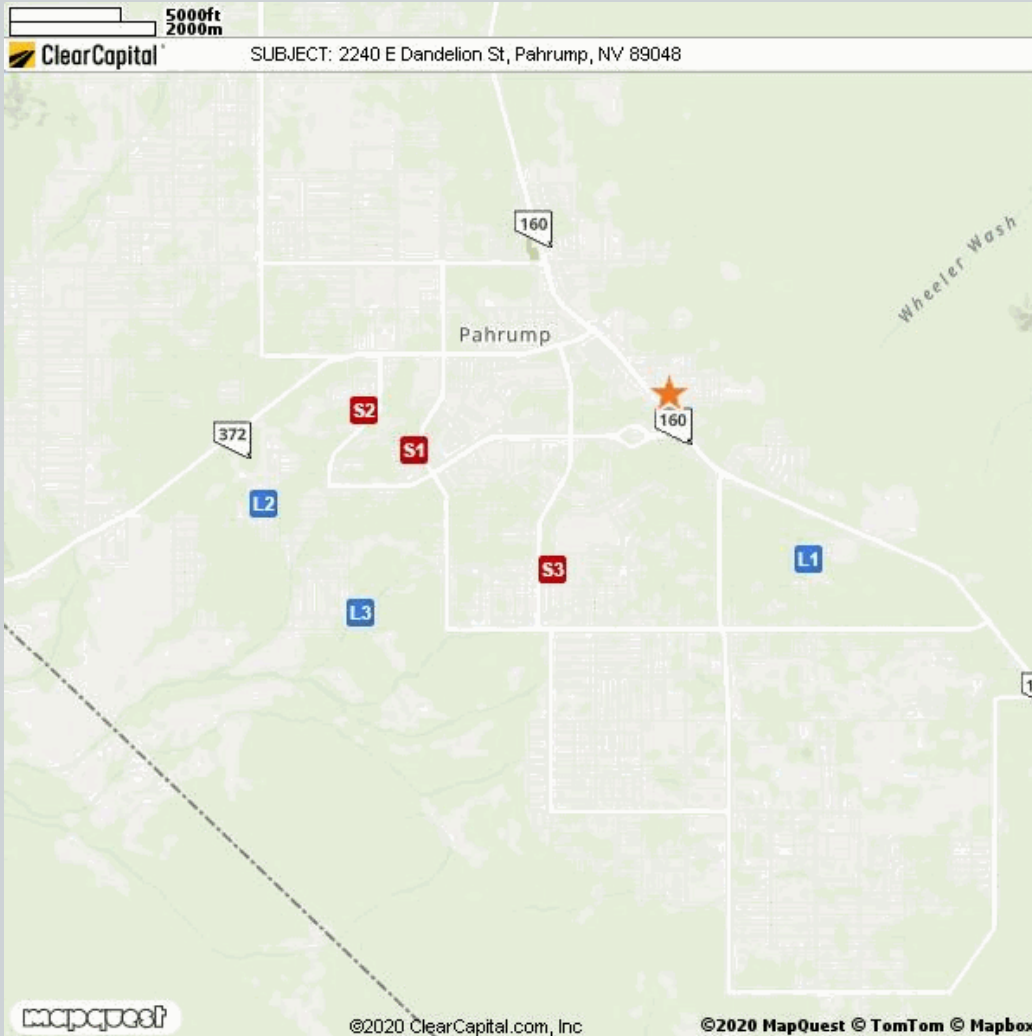 5000ft
2000m
ClearCapital
SUBJECT: 2240 E Dandelion St, Pahrump, NV 89048
160
Wheeler Wash
Pahrump
S2
160
372
S1
L2
S3
L1
L3
1
mapquest
©2020 ClearCapital.com, Inc
©2020 MapQuest © TomTom © Mapbox